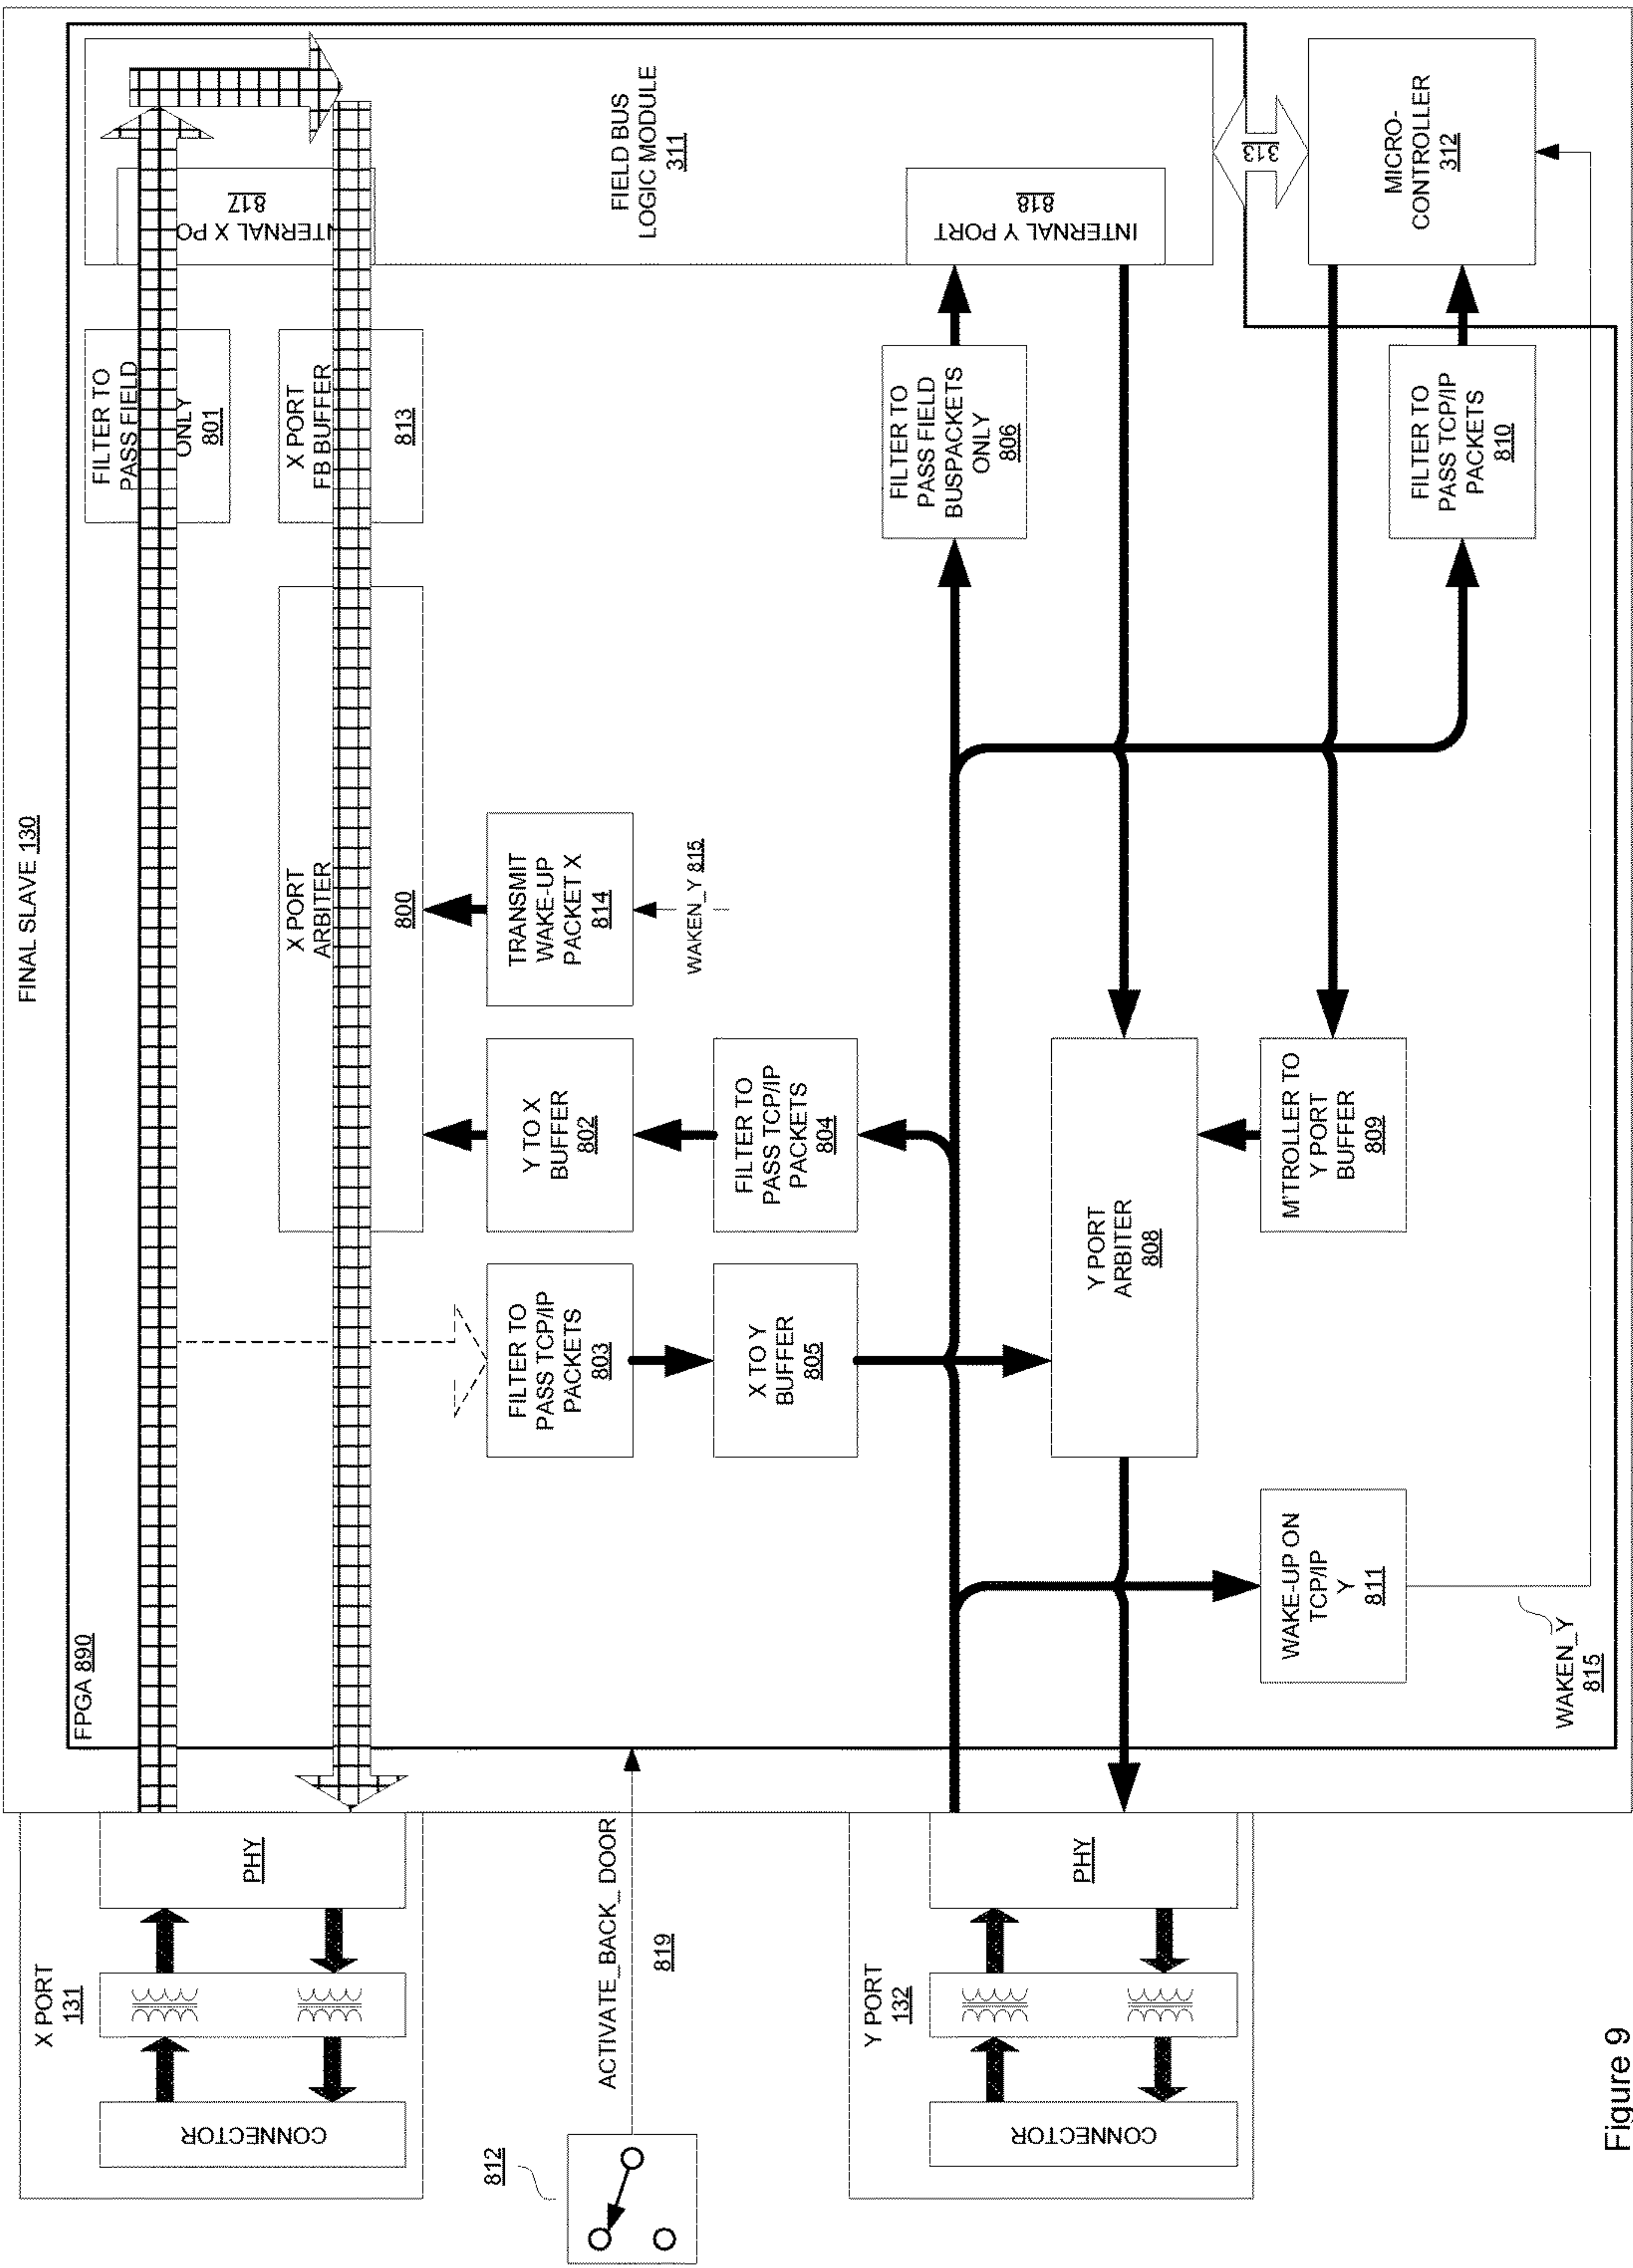 FINAL SLAVE 130
FPGA 890
X PORT
131
CONNECTOR
PHY
FILTER TO
PASS FIELD
ONLY
801
X PORT
FB BUFFER
813
INTERNAL X PO
817
FIELD BUS
LOGIC MODULE
311
X PORT
ARBITER
800
FILTER TO
PASS TCP/IP
PACKETS
803
Y TO X
BUFFER
802
TRANSMIT
WAKE-UP
PACKET X
814
WAKEN_Y 815
X TO Y
BUFFER
805
FILTER TO
PASS TCP/IP
PACKETS
804
812
ACTIVATE_BACK_DOOR
819
FILTER TO
PASS FIELD
BUSPACKETS
ONLY
806
INTERNAL Y PORT
818
313
Y PORT
132
CONNECTOR
PHY
Y PORT
ARBITER
808
WAKE-UP ON
TCP/IP
Y
811
M'TROLLER TO
Y PORT
BUFFER
809
FILTER TO
PASS TCP/IP
PACKETS
810
MICRO-
CONTROLLER
312
WAKEN_Y
815
Figure 9